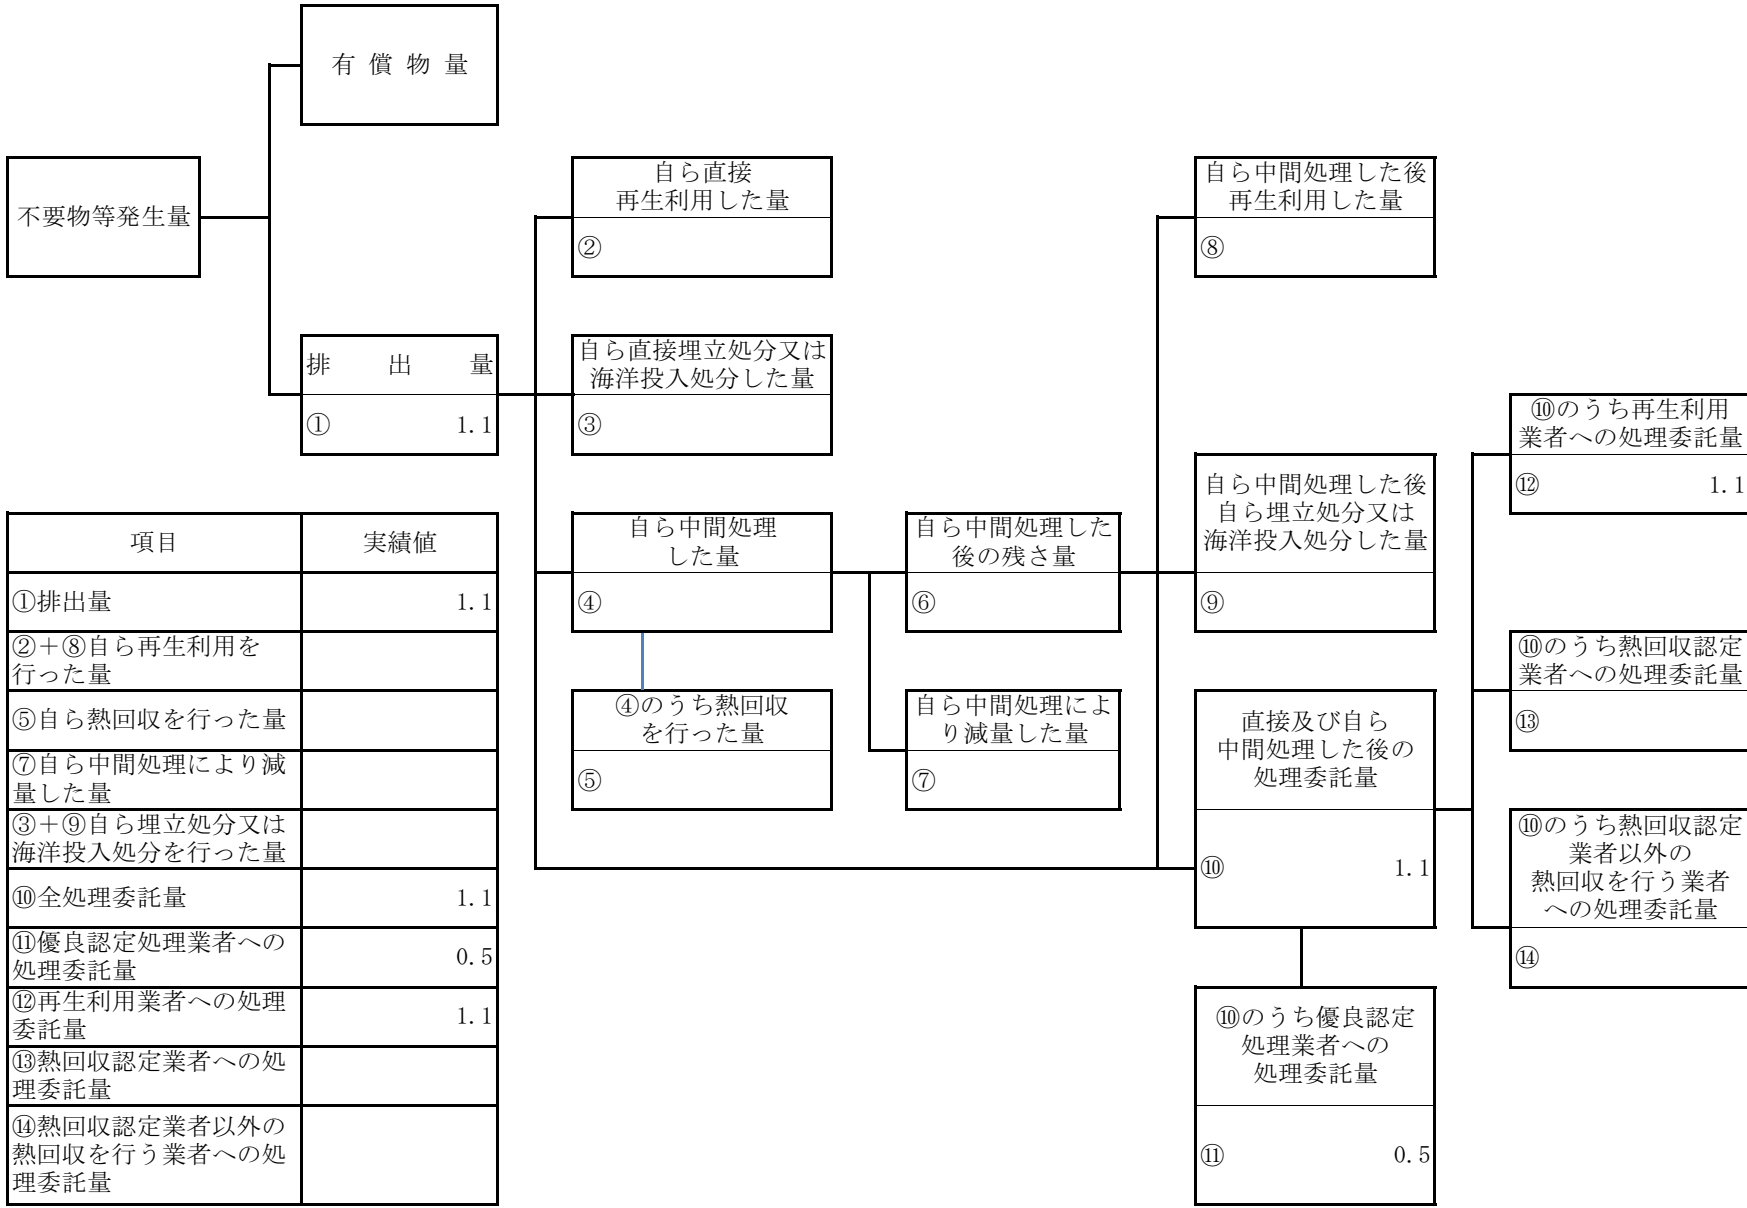 有償物量
不要物等発生量
自ら直接
再生利用した量
②
自ら中間処理した後
再生利用した量
⑧
排出量
① 1.1
自ら直接埋立処分又は
海洋投入処分した量
③
⑩のうち再生利用
業者への処理委託量
⑫ 1.1
自ら中間処理した後
自ら埋立処分又は
海洋投入処分した量
⑨
自ら中間処理
した量
④
自ら中間処理した
後の残さ量
⑥
⑩のうち熱回収認定
業者への処理委託量
⑬
④のうち熱回収
を行った量
⑤
自ら中間処理によ
り減量した量
⑦
直接及び自ら
中間処理した後の
処理委託量
⑩ 1.1
⑩のうち熱回収認定
業者以外の
熱回収を行う業者
への処理委託量
⑭
⑩のうち優良認定
処理業者への
処理委託量
⑪ 0.5
項目 実績値
①排出量 1.1
②＋⑧自ら再生利用を
行った量
⑤自ら熱回収を行った量
⑦自ら中間処理により減
量した量
③＋⑨自ら埋立処分又は
海洋投入処分を行った量
⑩全処理委託量 1.1
⑪優良認定処理業者への
処理委託量 0.5
⑫再生利用業者への処理
委託量 1.1
⑬熱回収認定業者への処
理委託量
⑭熱回収認定業者以外の
熱回収を行う業者への処
理委託量